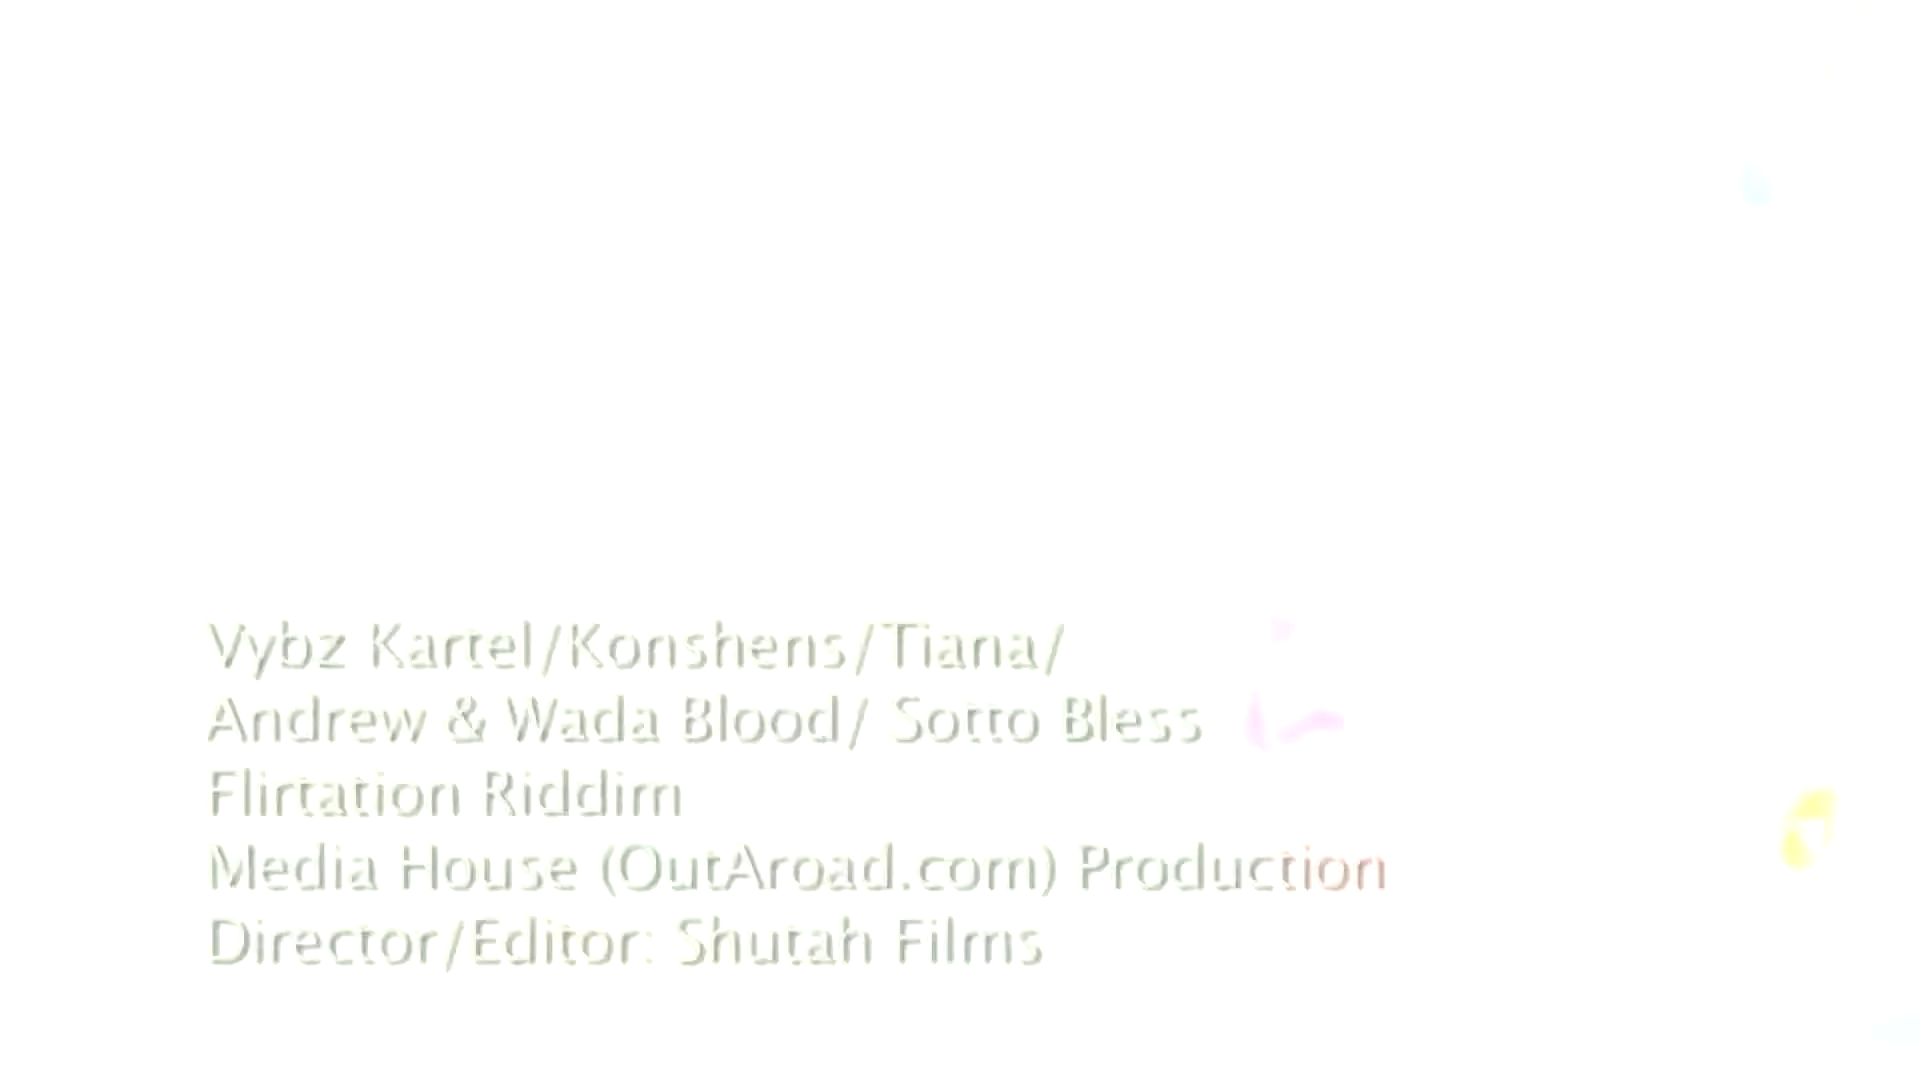 Vybz Kartel/Konshens/Tiana/
Andrew & Wada Blood/ Sotto Bless
Flirtation Riddim
Media House (OutAroad.com) Production
Director/Editor: Shutah Films